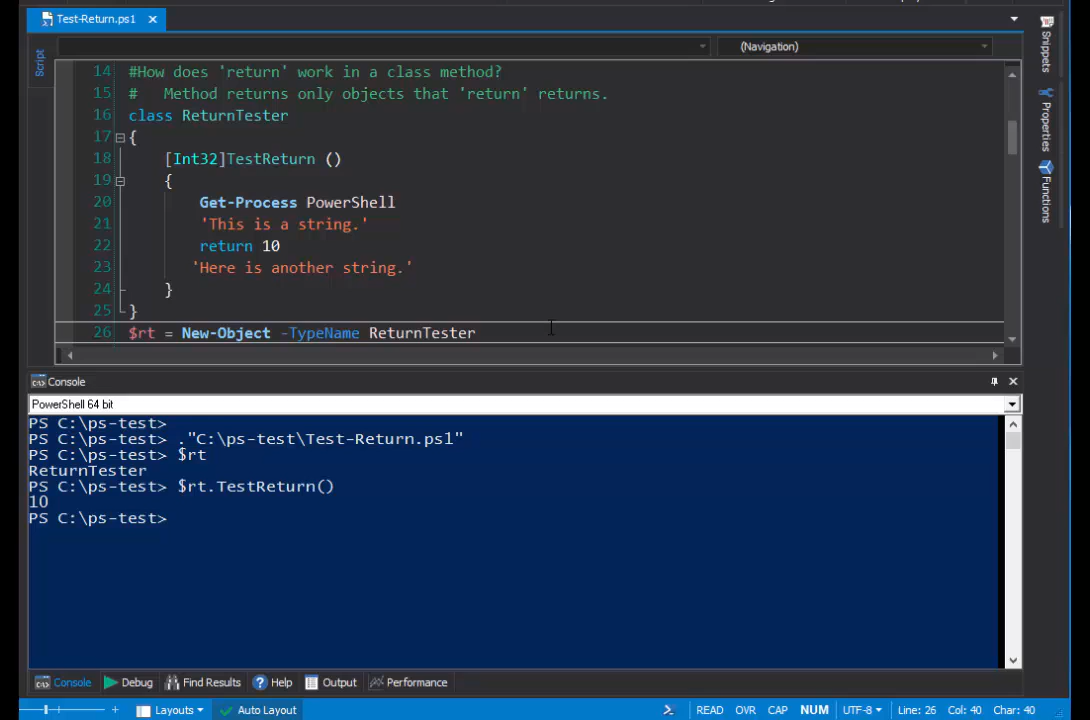 Test-Return.ps1
Script
(Navigation)
14 #How does 'return' work in a class method?
15 #   Method returns only objects that 'return' returns.
16 class ReturnTester
17 {
18     [Int32]TestReturn ()
19     {
20         Get-Process PowerShell
21         'This is a string.'
22         return 10
23        'Here is another string.'
24     }
25 }
26 $rt = New-Object -TypeName ReturnTester
Snippets
Properties
Functions
Console
PowerShell 64 bit
PS C:\ps-test>
PS C:\ps-test> ."C:\ps-test\Test-Return.ps1"
PS C:\ps-test> $rt
ReturnTester
PS C:\ps-test> $rt.TestReturn()
10
PS C:\ps-test>
Console Debug Find Results Help Output Performance
Layouts Auto Layout READ OVR CAP NUM UTF-8 Line: 26 Col: 40 Char: 40